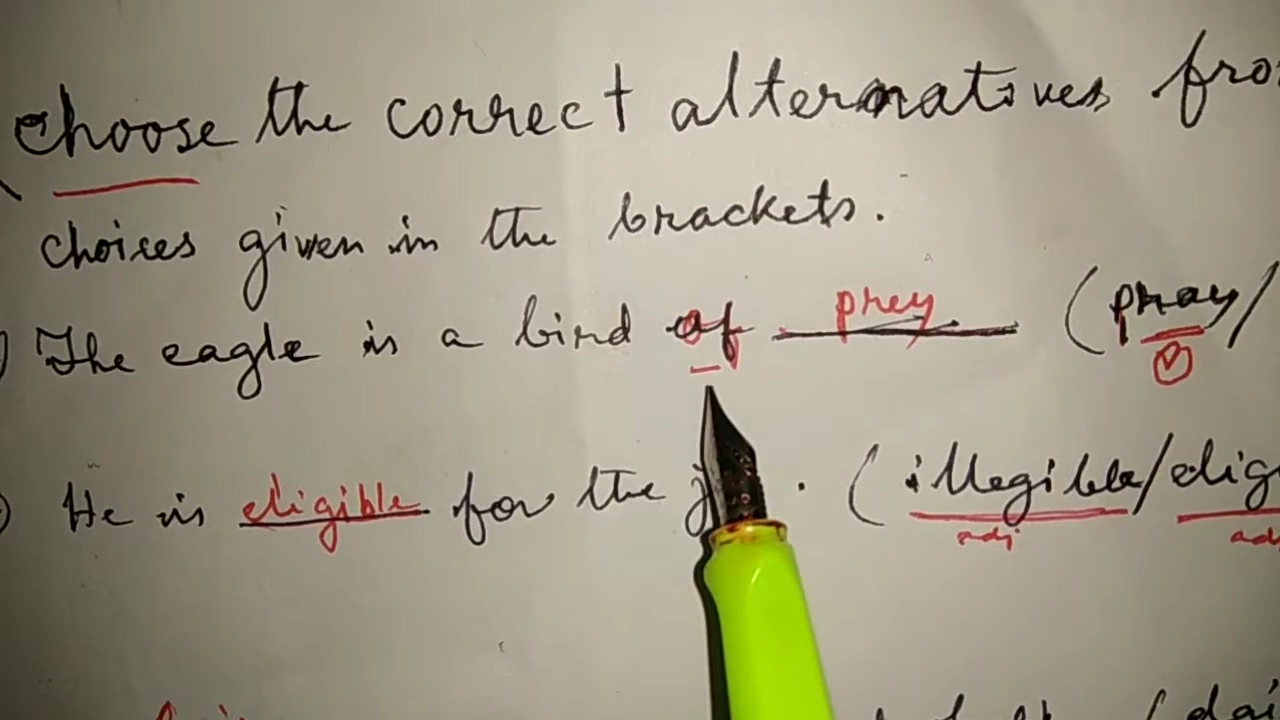 Choose the correct alternatives fro
choices given in the brackets.
The eagle is a bird of prey (pray/
He is eligible for the j . (illegible/elig
adj adj